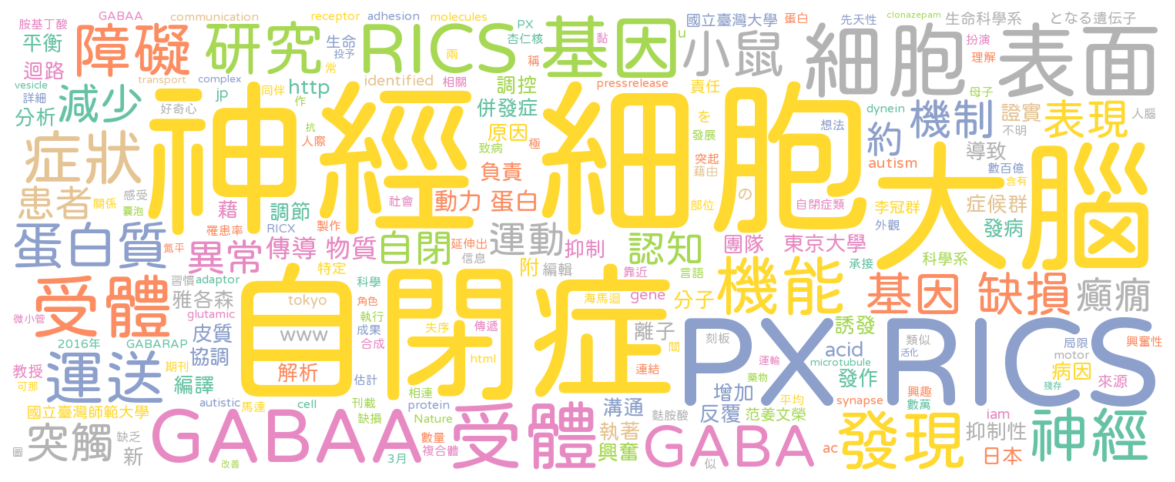 胺基丁酸 GABAA communication receptor adhesion molecules PX 國立臺灣大學 蛋白 先天性 clonazepam 生命科學系 となる遺伝子
平衡 障礙 研究 生命 投予 RICS 兩 杏仁核 黏 基因 u 小鼠 細胞 表面 扮演 理解
迴路 transport complex 常 identified 相關 稱 調控
vesicle 詳細 jp 同伴 http 併發症 pressrelease 責任 dynein 母子
分析 減少 好奇心 作 神經 細胞 原因 を 想法 約 機制 證實 表現 人腦
抗 人際 致病 極 發展 不明
症狀 負責 突起 藉由 autism 導致 大腦 數百億 含有
患者 感受 關係 囊泡 藉 調節 社會 動力 蛋白 の 部位 自閉症類 李冠群 外觀 症候群 發病
罹患率 RICX 製作
蛋白質 氮平 異常 傳導 物質 自閉 延伸出 信息 運動 抑制 認知 團隊 東京大學 承接 科學系
特定 附 編輯 靠近 言語
受體 習慣 adaptor 自閉症 科學 海馬迴 gene 分子 機能 基因 缺損 癲癇
雅各森 tokyo 角色
微小管 glutamic www 執行 失序 傳遞 離子 刻板 PX RICS 誘發 類似 活化 局限 興奮性
2016年 GABARAP 皮質 成果 合成 html 間 運輸 acid microtubule motor
運送 教授 期刊 協調 解析 連結 病因
可那 編譯 估計 相連 藥物 增加 發作 殘存 來源
國立臺灣師範大學 autistic 馬達 cell 刊載 protein 溝通 平均 synapse 興趣 數萬
突觸 缺乏 GABAA 缺損 Nature 受體 執著 麩胺酸 反覆 范姜文榮 GABA 發現 iam 抑制性 神經
圖 新 改善 3月 數量 複合體 興奮 似 ac 日本